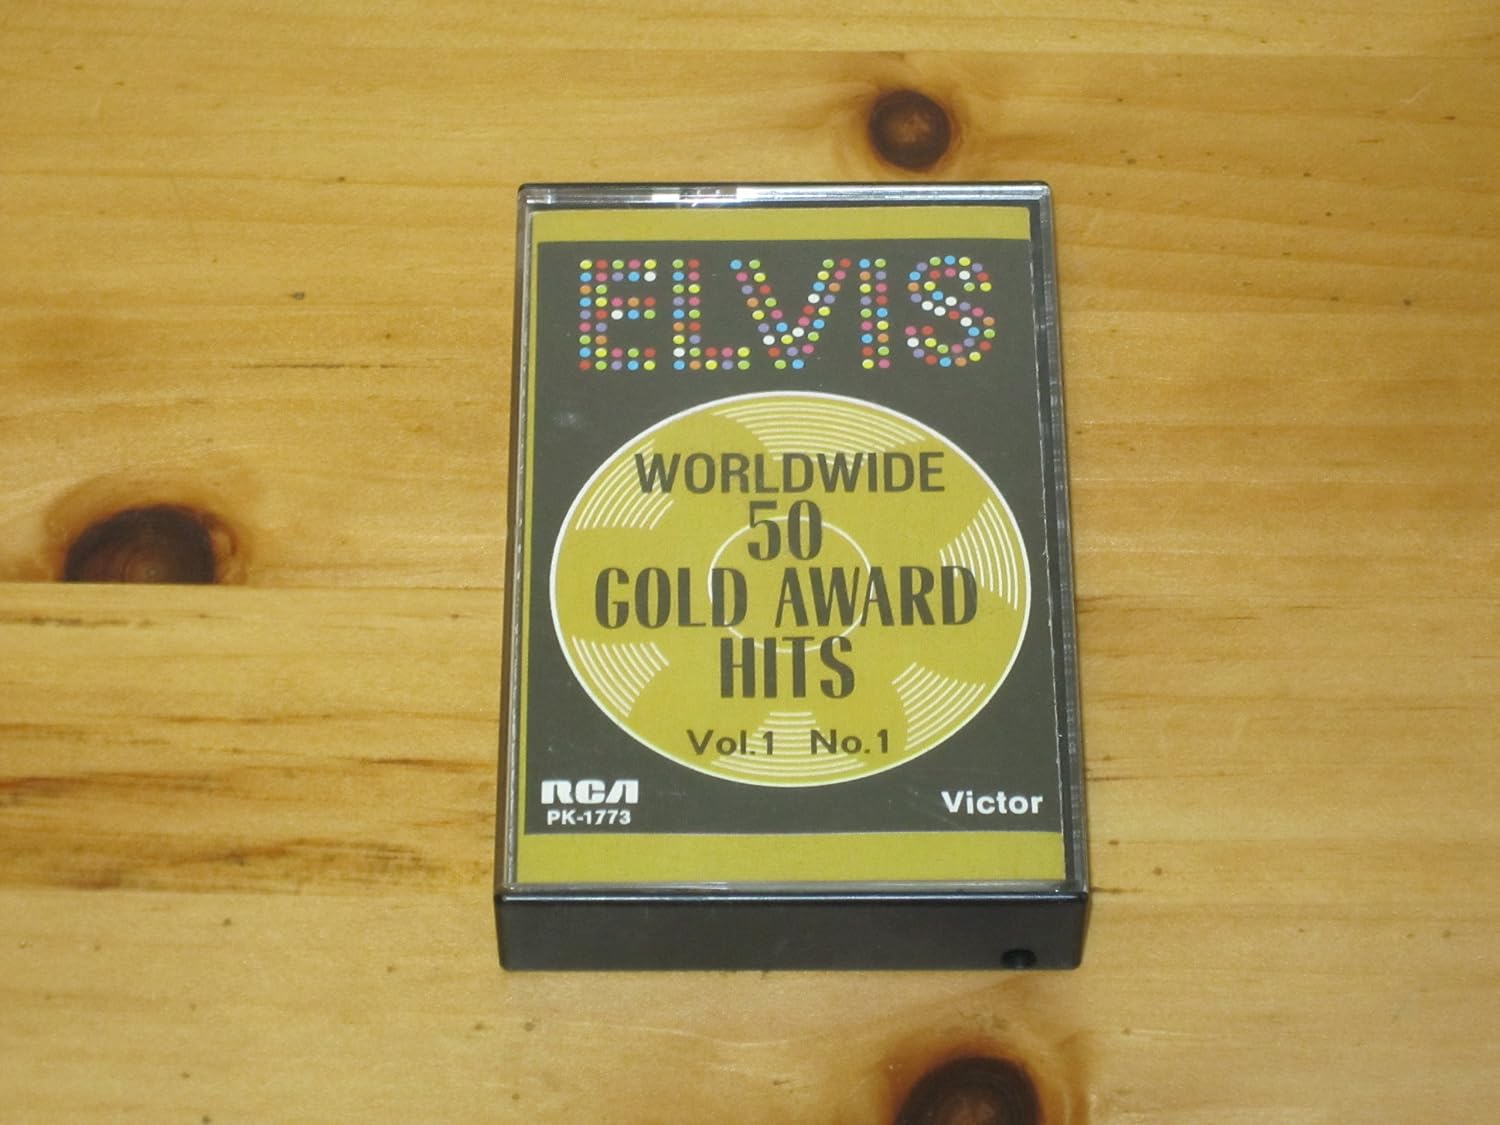 ELVIS
WORLDWIDE
50
GOLD AWARD
HITS
Vol.1 No.1
RCA
PK-1773
Victor